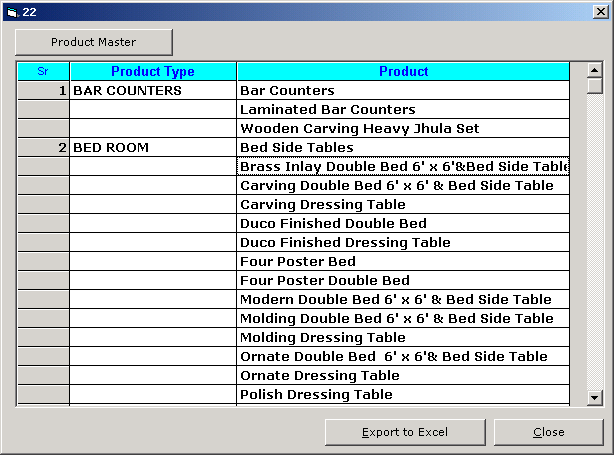 22
Product Master
Sr Product Type Product
1 BAR COUNTERS Bar Counters
Laminated Bar Counters
Wooden Carving Heavy Jhula Set
2 BED ROOM Bed Side Tables
Brass Inlay Double Bed 6' x 6'&Bed Side Table
Carving Double Bed 6' x 6' & Bed Side Table
Carving Dressing Table
Duco Finished Double Bed
Duco Finished Dressing Table
Four Poster Bed
Four Poster Double Bed
Modern Double Bed 6' x 6' & Bed Side Table
Molding Double Bed 6' x 6' & Bed Side Table
Molding Dressing Table
Ornate Double Bed  6' x 6'& Bed Side Table
Ornate Dressing Table
Polish Dressing Table
Export to Excel Close